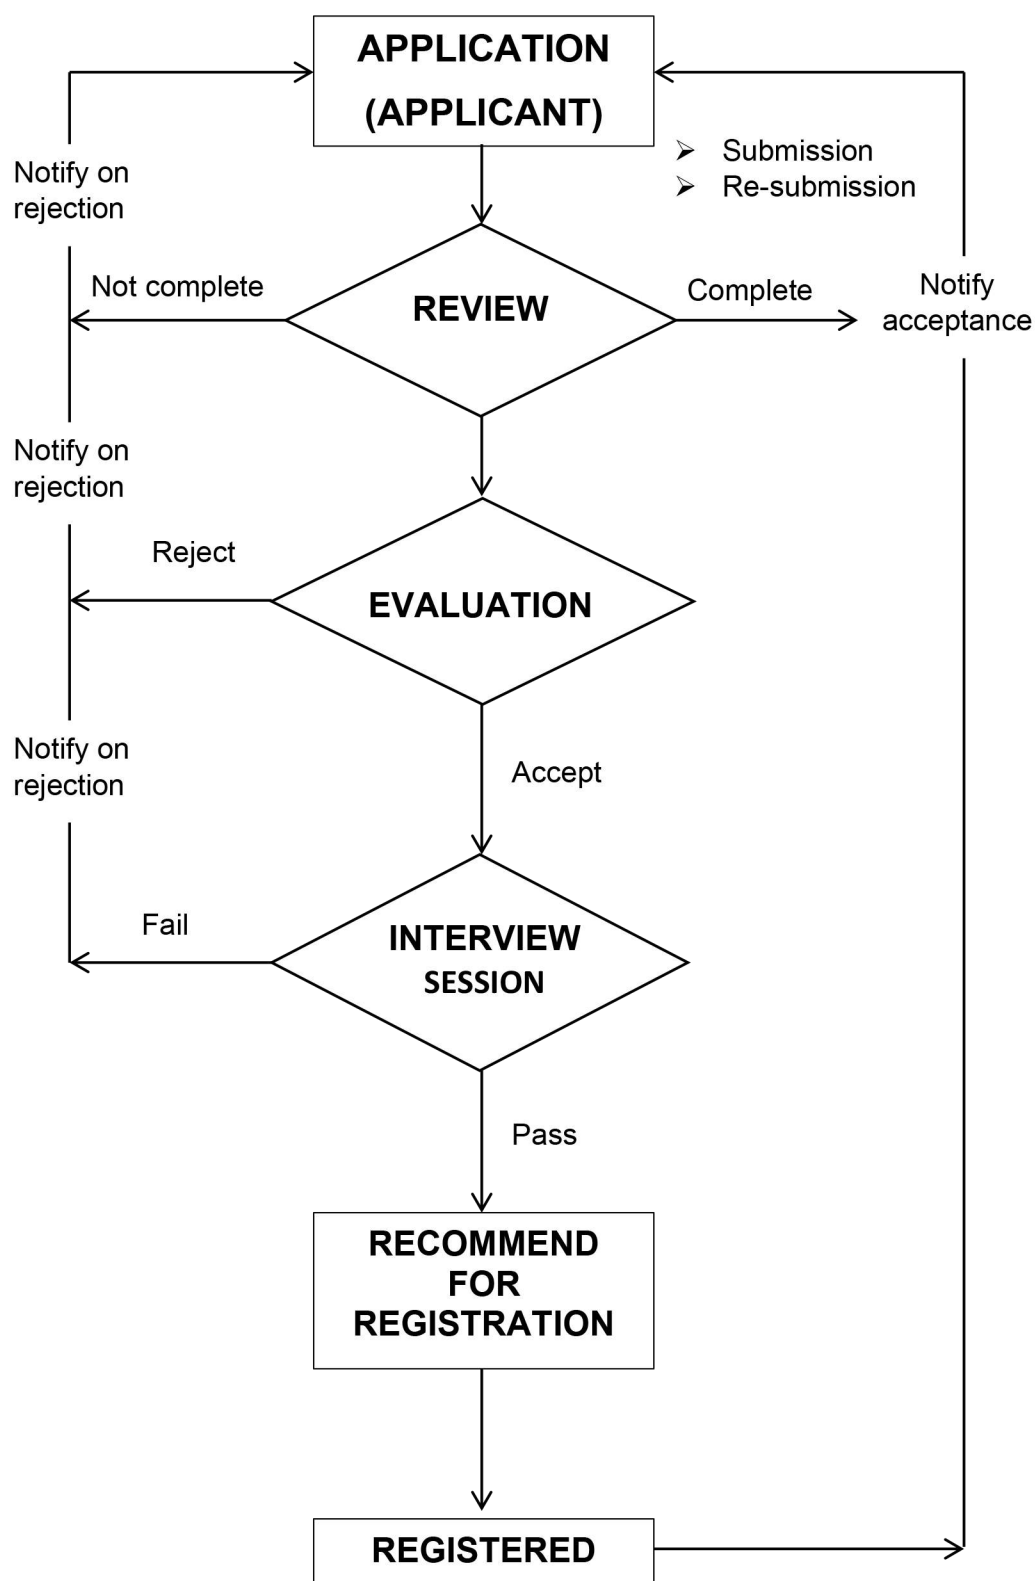 APPLICATION
(APPLICANT)
➢ Submission
➢ Re-submission
Notify on
rejection
Not complete
REVIEW
Complete
Notify
acceptance
Notify on
rejection
Reject
EVALUATION
Notify on
rejection
Accept
Fail
INTERVIEW
SESSION
Pass
RECOMMEND
FOR
REGISTRATION
REGISTERED